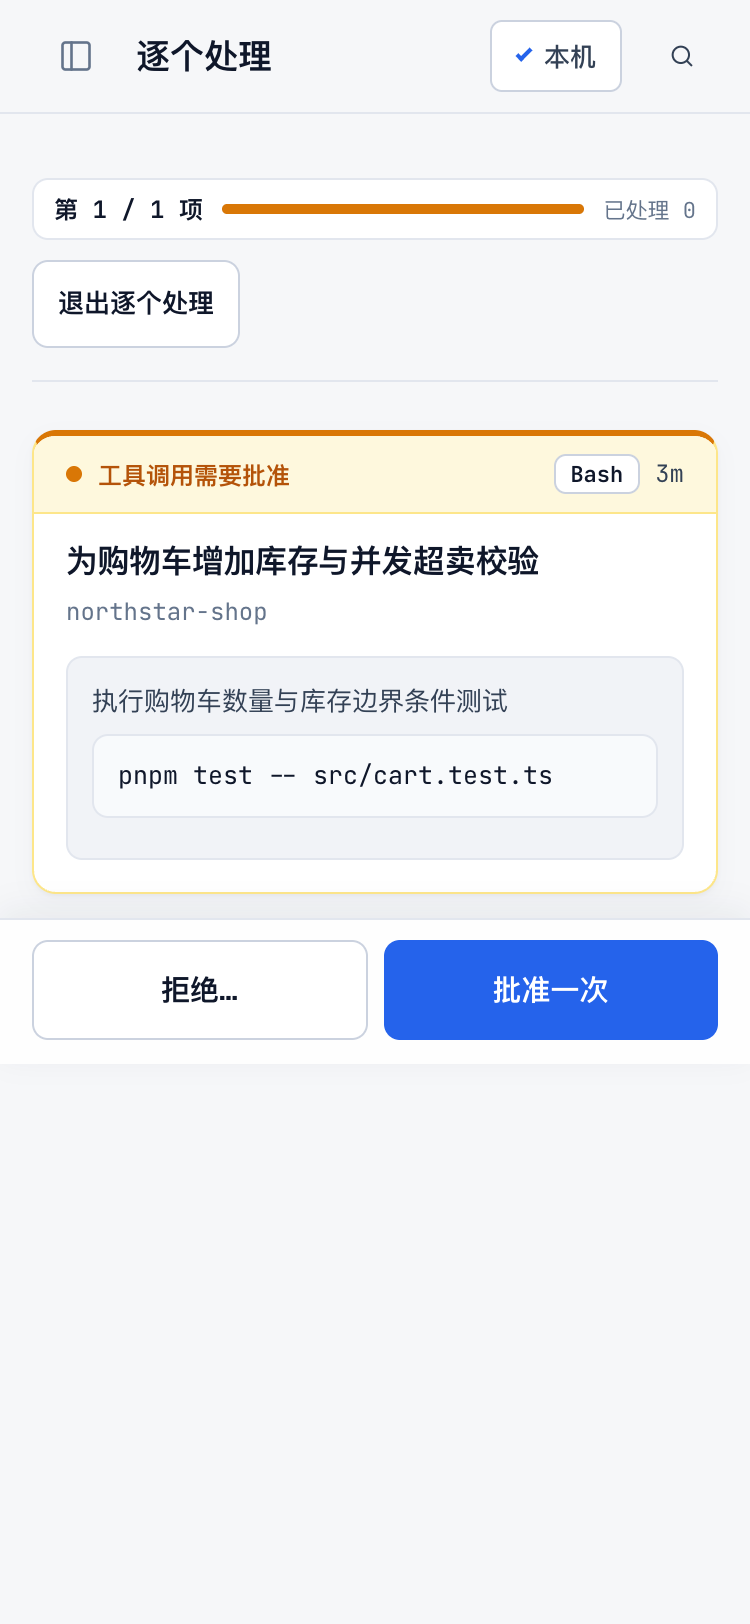 逐个处理
本机
第 1 / 1 项
已处理 0
退出逐个处理
工具调用需要批准
Bash
3m
为购物车增加库存与并发超卖校验
northstar-shop
执行购物车数量与库存边界条件测试
pnpm test -- src/cart.test.ts
拒绝…
批准一次